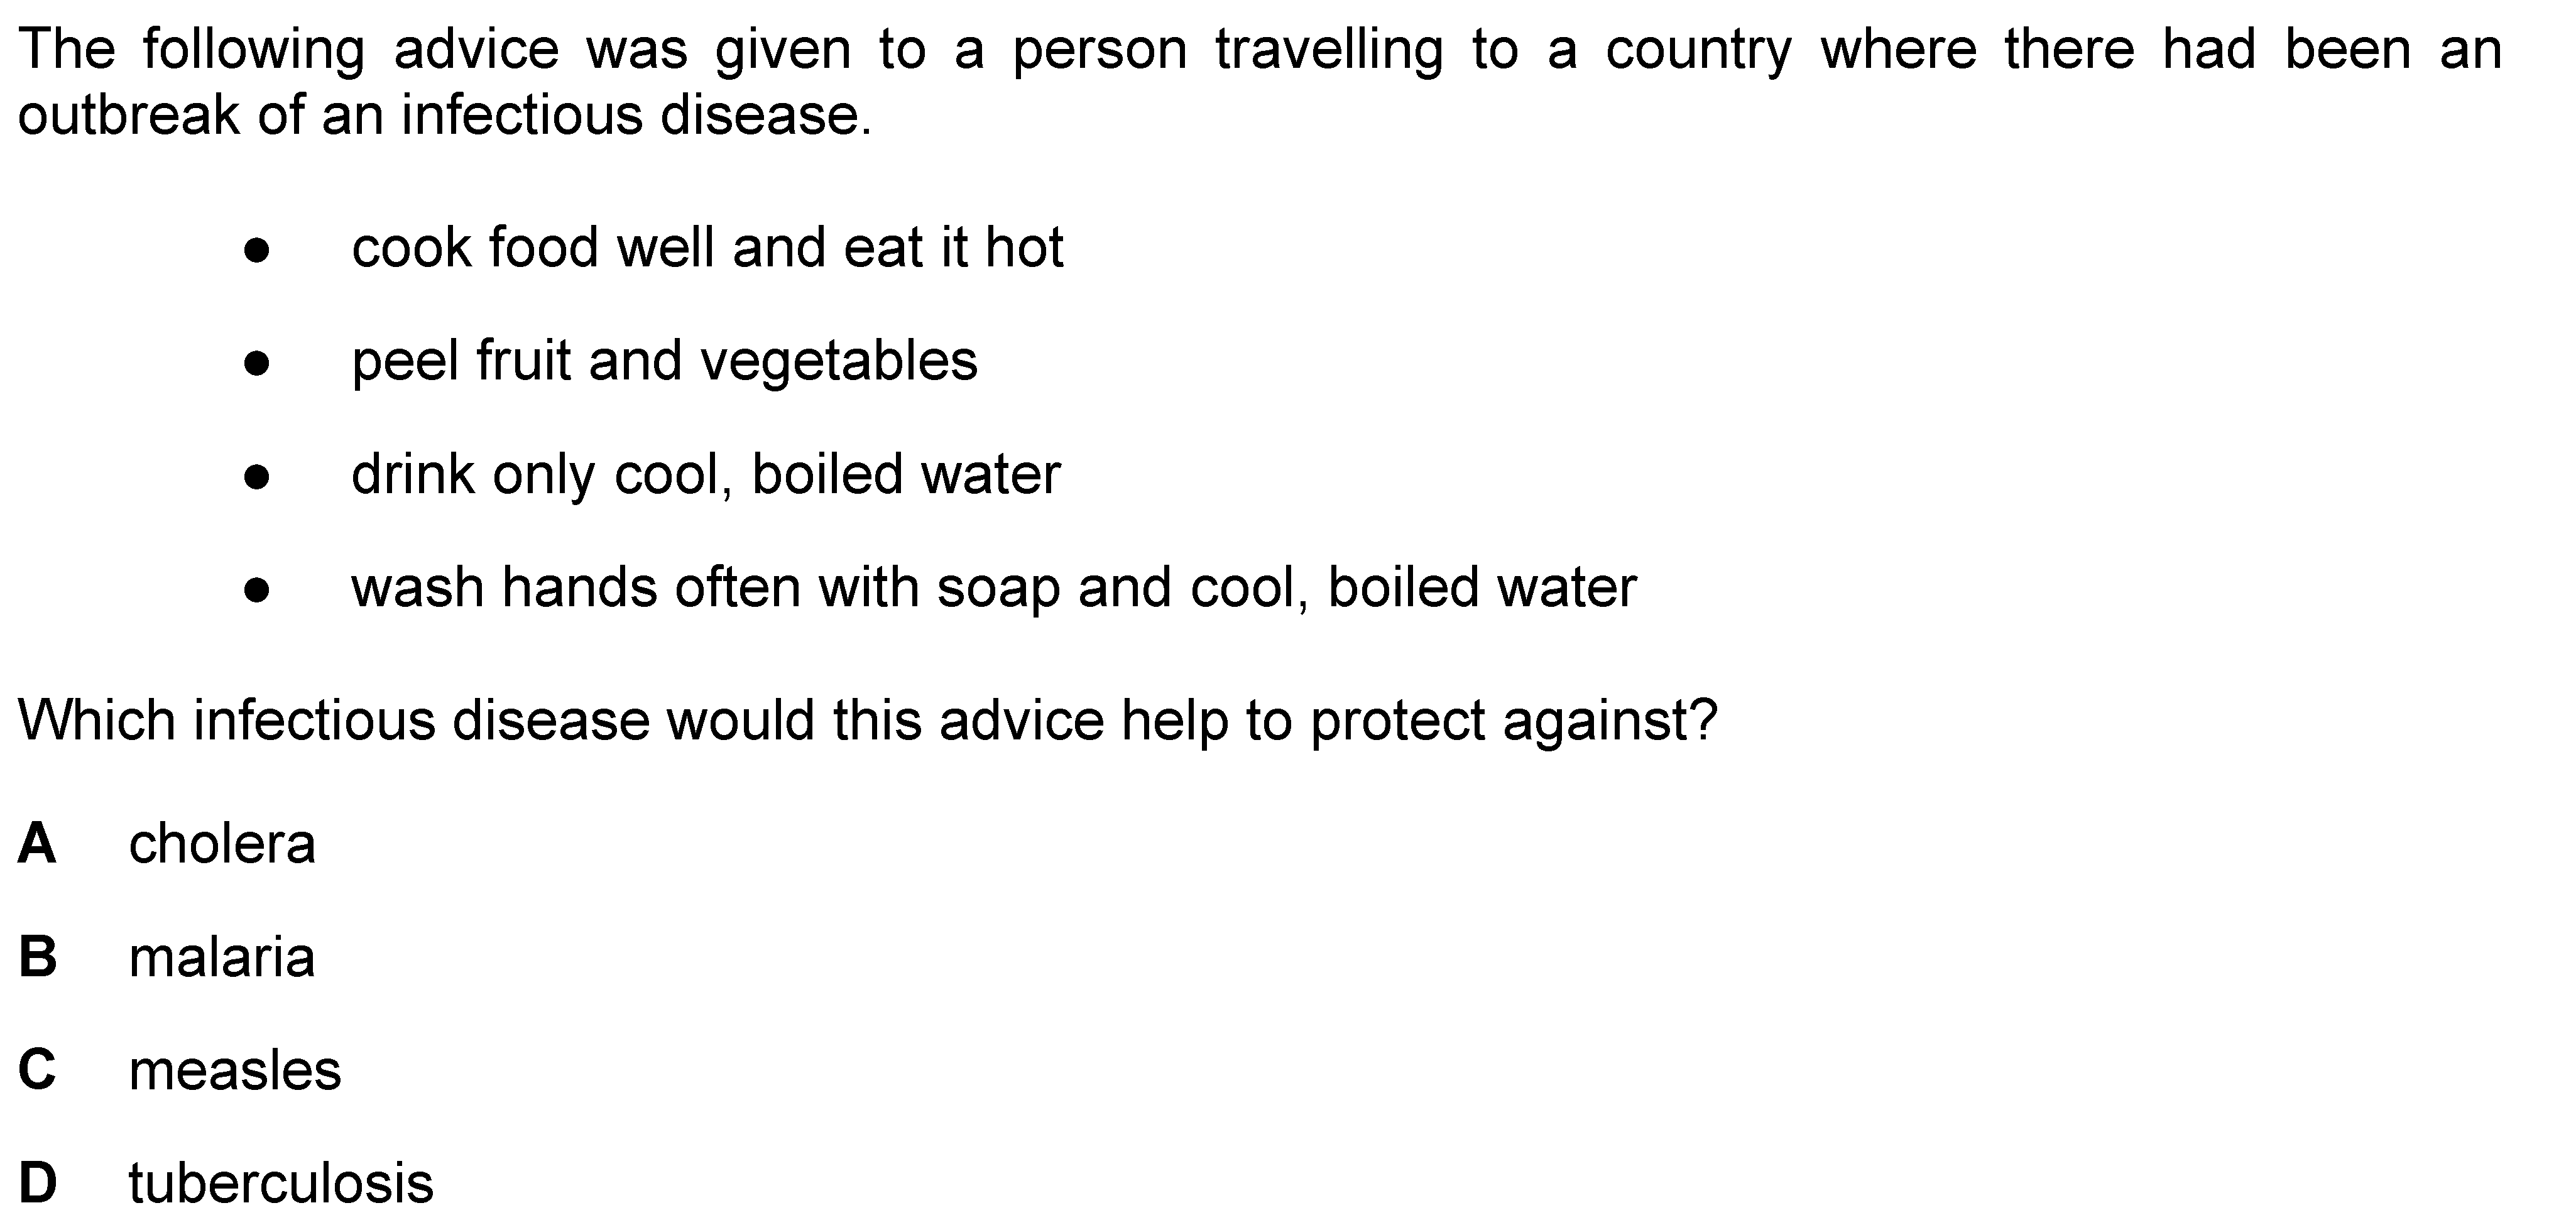 The following advice was given to a person travelling to a country where there had been an
outbreak of an infectious disease.
● cook food well and eat it hot
● peel fruit and vegetables
● drink only cool, boiled water
● wash hands often with soap and cool, boiled water
Which infectious disease would this advice help to protect against?
A cholera
B malaria
C measles
D tuberculosis